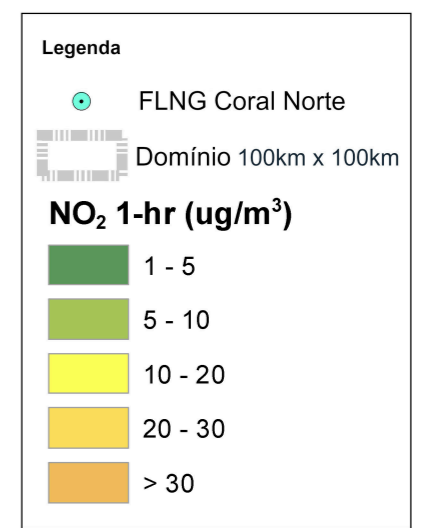 Legenda
FLNG Coral Norte
Domínio 100km x 100km
NO₂ 1-hr (ug/m³)
1 - 5
5 - 10
10 - 20
20 - 30
> 30